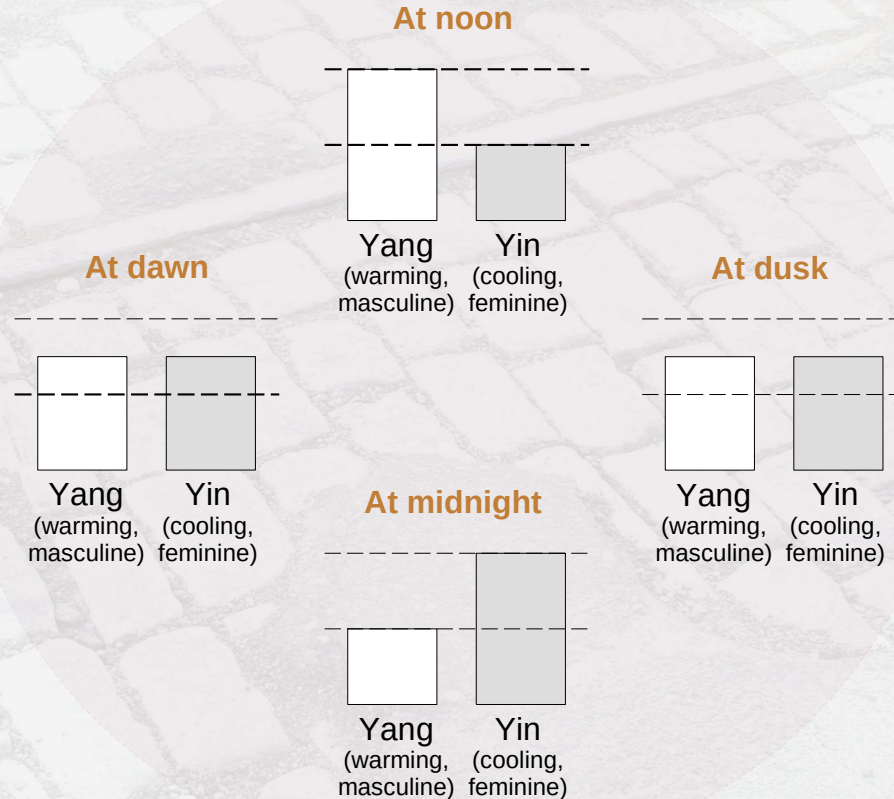 At noon
Yang Yin
(warming, (cooling,
masculine) feminine)
At dawn
Yang Yin
(warming, (cooling,
masculine) feminine)
At dusk
Yang Yin
(warming, (cooling,
masculine) feminine)
At midnight
Yang Yin
(warming, (cooling,
masculine) feminine)